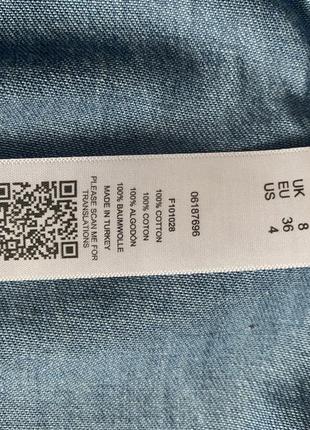 UK 8
EU 36
US 4
06187696
F101028
100% COTTON
100% COTON
100% ALGODÓN
100% BAUMWOLLE
MADE IN TURKEY
PLEASE SCAN ME FOR
TRANSLATIONS